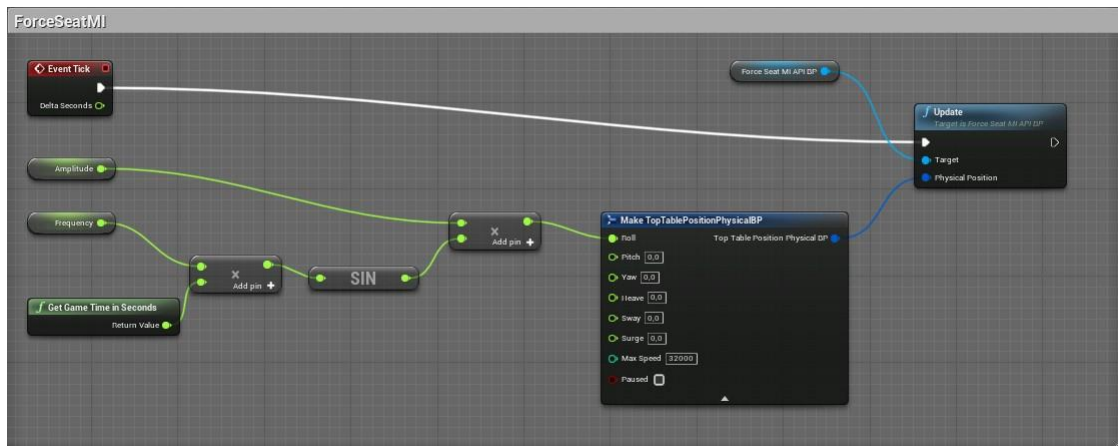 ForceSeatMI
Event Tick
Delta Seconds
Amplitude
Frequency
Get Game Time in Seconds
Return Value
x
Add pin +
SIN
x
Add pin +
Make TopTablePositionPhysicalBP
Roll
Top Table Position Physical BP
Pitch 0,0
Yaw 0,0
Heave 0,0
Sway 0,0
Surge 0,0
Max Speed 32000
Paused
Force Seat MI API BP
f Update
Target is Force Seat MI API BP
Target
Physical Position